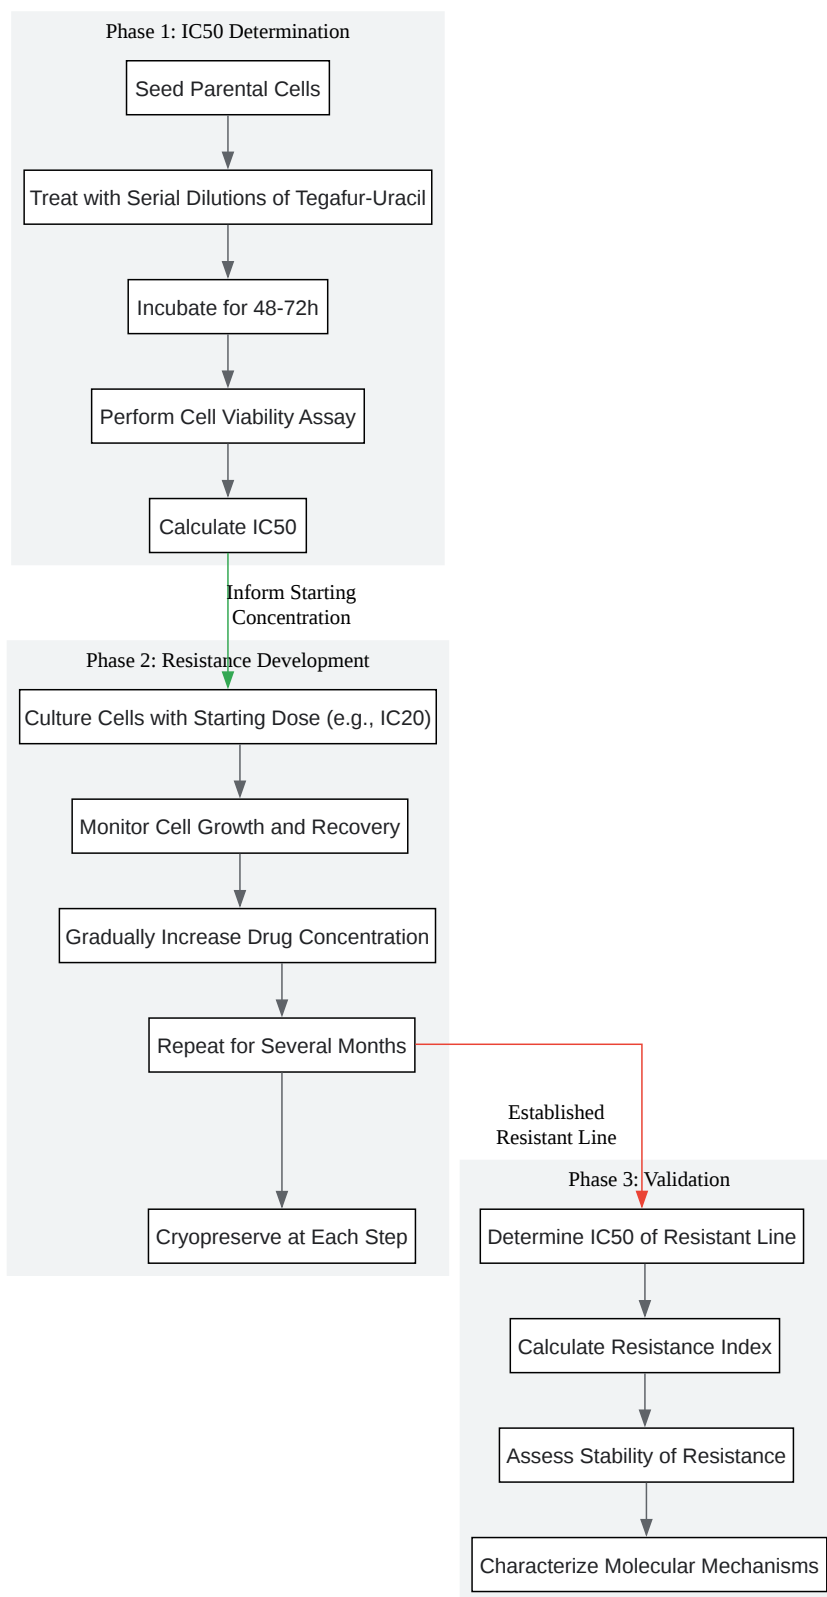 Phase 1: IC50 Determination
Seed Parental Cells
Treat with Serial Dilutions of Tegafur-Uracil
Incubate for 48-72h
Perform Cell Viability Assay
Calculate IC50
Inform Starting
Concentration
Phase 2: Resistance Development
Culture Cells with Starting Dose (e.g., IC20)
Monitor Cell Growth and Recovery
Gradually Increase Drug Concentration
Repeat for Several Months
Cryopreserve at Each Step
Established
Resistant Line
Phase 3: Validation
Determine IC50 of Resistant Line
Calculate Resistance Index
Assess Stability of Resistance
Characterize Molecular Mechanisms